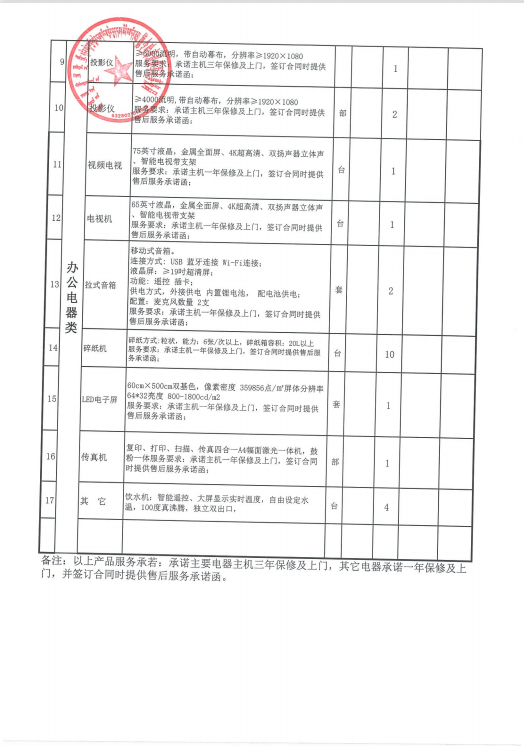 9 投影仪
流明，带自动幕布，分辨率≥1920×1080
服务要求：承诺主机三年保修及上门，签订合同时提供
售后服务承诺函；
1
10 投影仪
≥4000流明，带自动幕布，分辨率≥1920×1080
服务要求：承诺主机三年保修及上门，签订合同时提供
售后服务承诺函；
部 2
11 视频电视
75英寸液晶，金属全面屏、4K超高清、双扬声器立体声
、智能电视带支架
服务要求：承诺主机一年保修及上门，签订合同时提供
售后服务承诺函；
台 1
12 电视机
65英寸液晶，金属全面屏、4K超高清、双扬声器立体声
、智能电视带支架
服务要求：承诺主机一年保修及上门，签订合同时提供
售后服务承诺函；
台 1
办公电器类
13 拉式音箱
移动式音箱。
连接方式：USB 蓝牙连接 Wi-Fi连接；
液晶屏：≥19吋超清屏；
功能：遥控 插卡；
供电方式，外接供电 内置锂电池， 配电池供电；
配置：麦克风数量 2支
服务要求：承诺主机一年保修及上门，签订合同时提供
售后服务承诺函；
套 2
14 碎纸机
碎纸方式：粒状，能力：6张/次以上，碎纸箱容积：20L以上
服务要求：承诺主机一年保修及上门，签订合同时提供售后服
务承诺函；
台 10
15 LED电子屏
60cm×500cm双基色，像素密度 359856点/㎡屏体分辨率
64*32亮度 800-1800cd/m2
服务要求：承诺主机一年保修及上门，签订合同时提供
售后服务承诺函；
套 1
16 传真机
复印、打印、扫描、传真四合一A4幅面激光一体机，鼓
粉一体服务要求：承诺主机一年保修及上门，签订合同
时提供售后服务承诺函；
部 1
17 其 它
饮水机：智能遥控、大屏显示实时温度，自由设定水
温，100度真沸腾，独立双出口，
台 4
备注：以上产品服务承若：承诺主要电器主机三年保修及上门，其它电器承诺一年保修及上
门，并签订合同时提供售后服务承诺函。